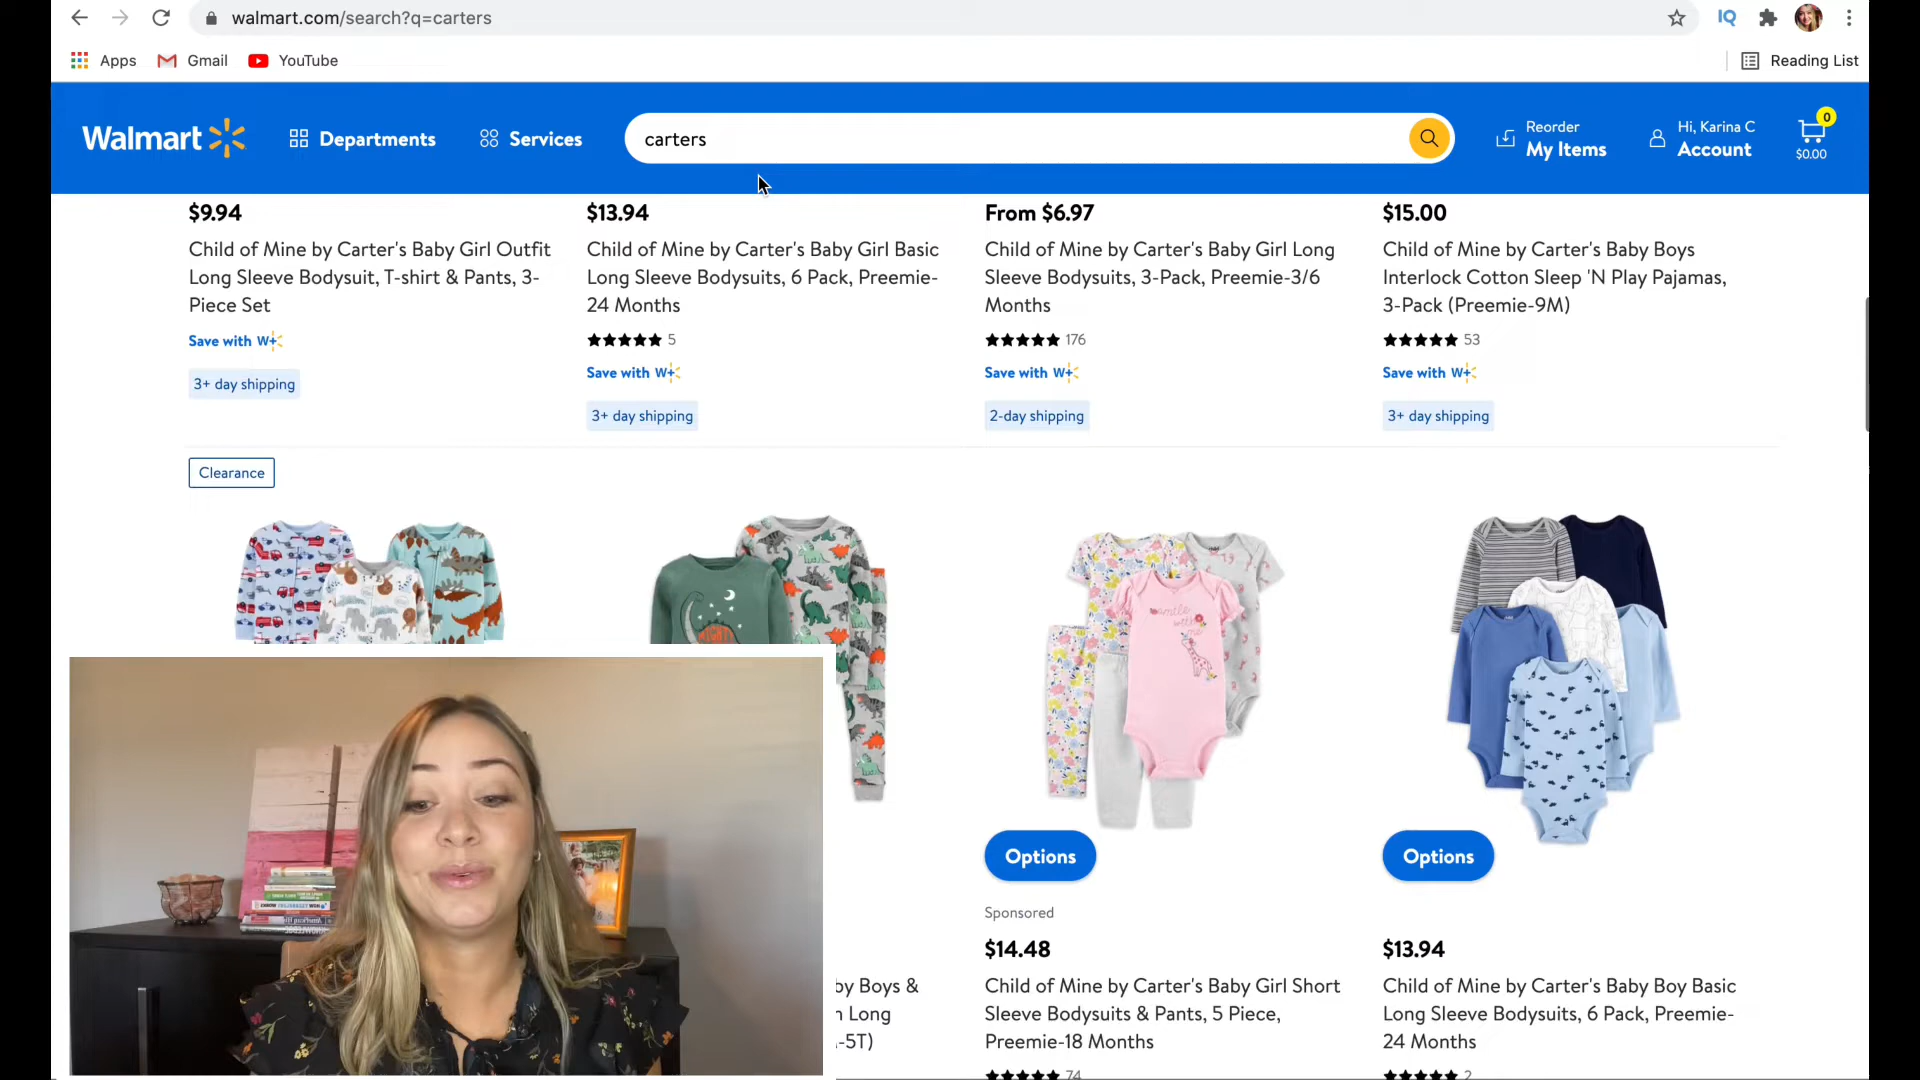 walmart.com/search?q=carters
IQ
Apps
Gmail
YouTube
Reading List
Walmart
Departments
Services
carters
Reorder
My Items
Hi, Karina C
Account
0
$0.00
$9.94
Child of Mine by Carter's Baby Girl Outfit
Long Sleeve Bodysuit, T-shirt & Pants, 3-
Piece Set
Save with W+
3+ day shipping
$13.94
Child of Mine by Carter's Baby Girl Basic
Long Sleeve Bodysuits, 6 Pack, Preemie-
24 Months
5
Save with W+
3+ day shipping
From $6.97
Child of Mine by Carter's Baby Girl Long
Sleeve Bodysuits, 3-Pack, Preemie-3/6
Months
176
Save with W+
2-day shipping
$15.00
Child of Mine by Carter's Baby Boys
Interlock Cotton Sleep 'N Play Pajamas,
3-Pack (Preemie-9M)
53
Save with W+
3+ day shipping
Clearance
MIGHTY
by Boys &
n Long
-5T)
smile
with
me
Options
Sponsored
$14.48
Child of Mine by Carter's Baby Girl Short
Sleeve Bodysuits & Pants, 5 Piece,
Preemie-18 Months
74
Options
$13.94
Child of Mine by Carter's Baby Boy Basic
Long Sleeve Bodysuits, 6 Pack, Preemie-
24 Months
2